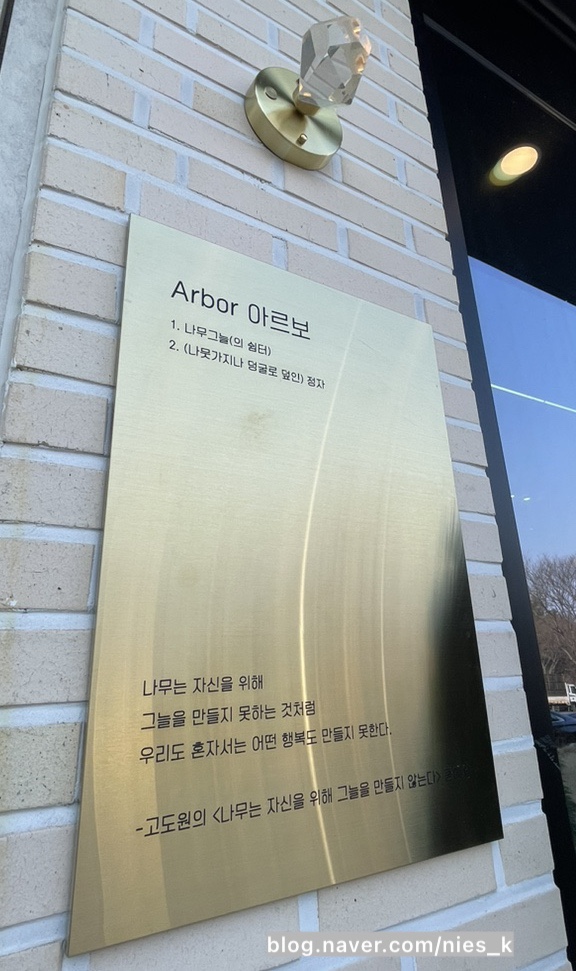 Arbor 아르보
1. 나무그늘(의 쉼터)
2. (나뭇가지나 덩굴로 덮인) 정자
나무는 자신을 위해
그늘을 만들지 못하는 것처럼
우리도 혼자서는 어떤 행복도 만들지 못한다.
-고도원의 <나무는 자신을 위해 그늘을 만들지 않는다>
blog.naver.com/nies_k